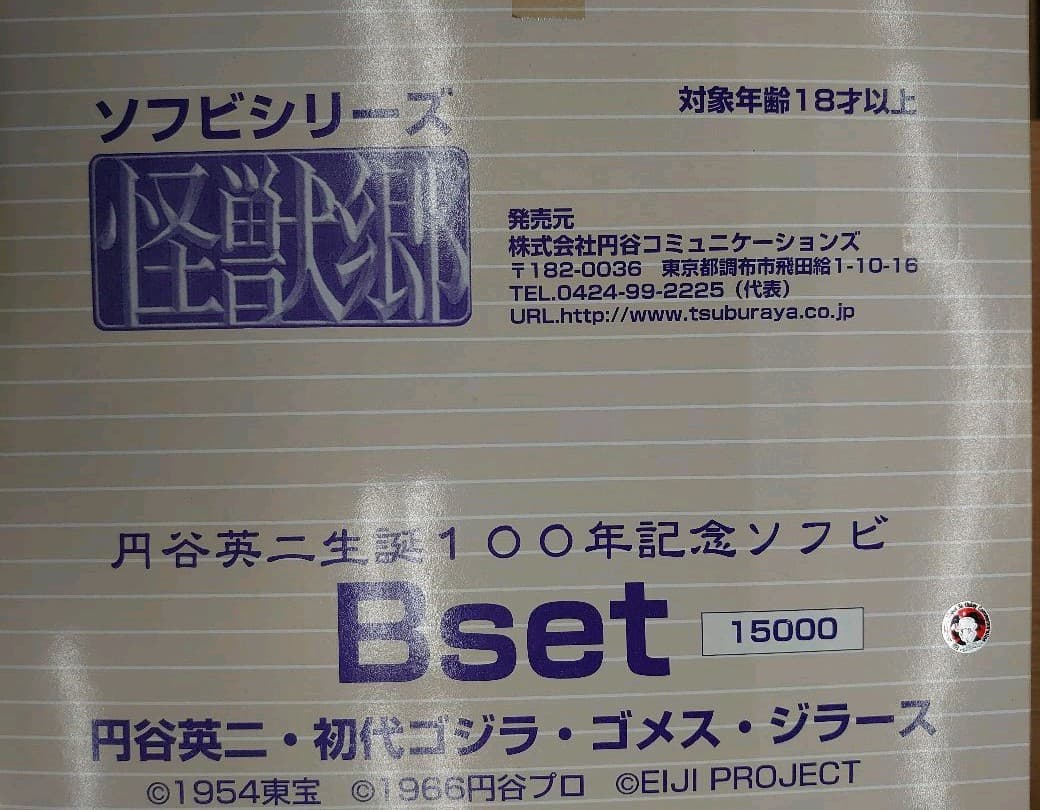 ソフビシリーズ
怪獣郷
対象年齢18才以上
発売元
株式会社円谷コミュニケーションズ
〒182-0036 東京都調布市飛田給1-10-16
TEL.0424-99-2225（代表）
URL.http://www.tsuburaya.co.jp
円谷英二生誕１００年記念ソフビ
Bset
15000
円谷英二・初代ゴジラ・ゴメス・ジラース
©1954東宝 ©1966円谷プロ ©EIJI PROJECT